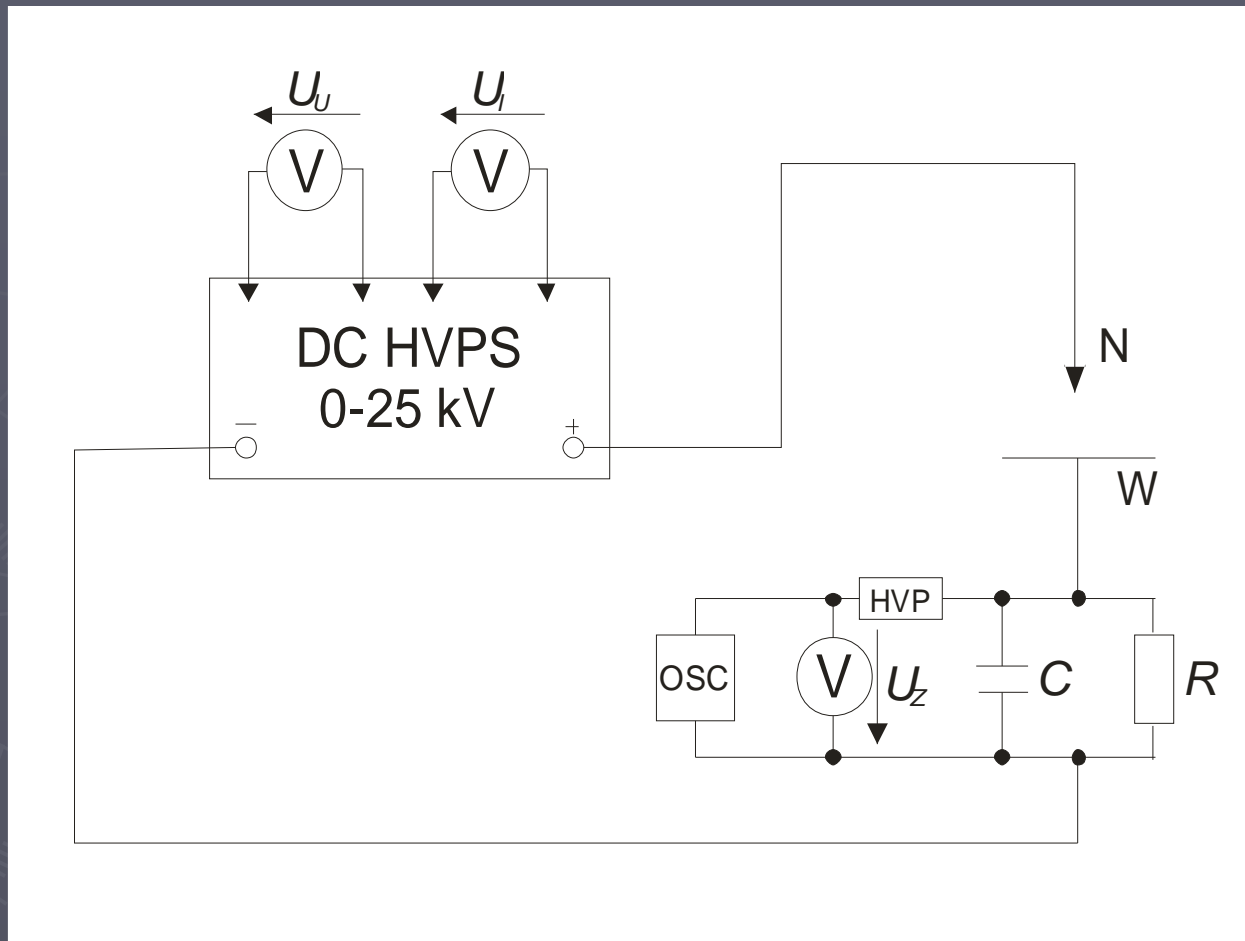 U_U U_I
V V
DC HVPS
0-25 kV
− +
N
W
HVP
OSC V U_Z C R